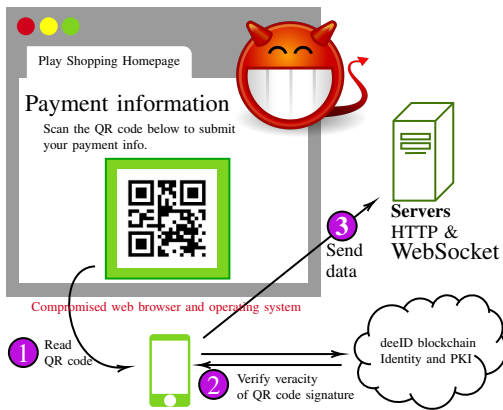 Play Shopping Homepage
Payment information
Scan the QR code below to submit
your payment info.
Servers
HTTP &
WebSocket
3
Send
data
Compromised web browser and operating system
1
Read
QR code
deeID blockchain
Identity and PKI
2
Verify veracity
of QR code signature